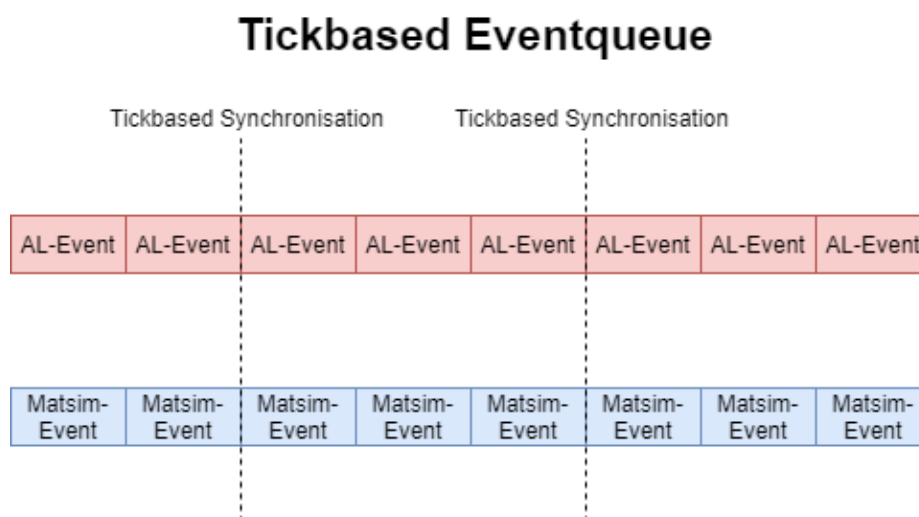 Tickbased Eventqueue
Tickbased Synchronisation Tickbased Synchronisation
AL-Event AL-Event AL-Event AL-Event AL-Event AL-Event AL-Event AL-Event
Matsim- Matsim- Matsim- Matsim- Matsim- Matsim- Matsim- Matsim-
Event Event Event Event Event Event Event Event